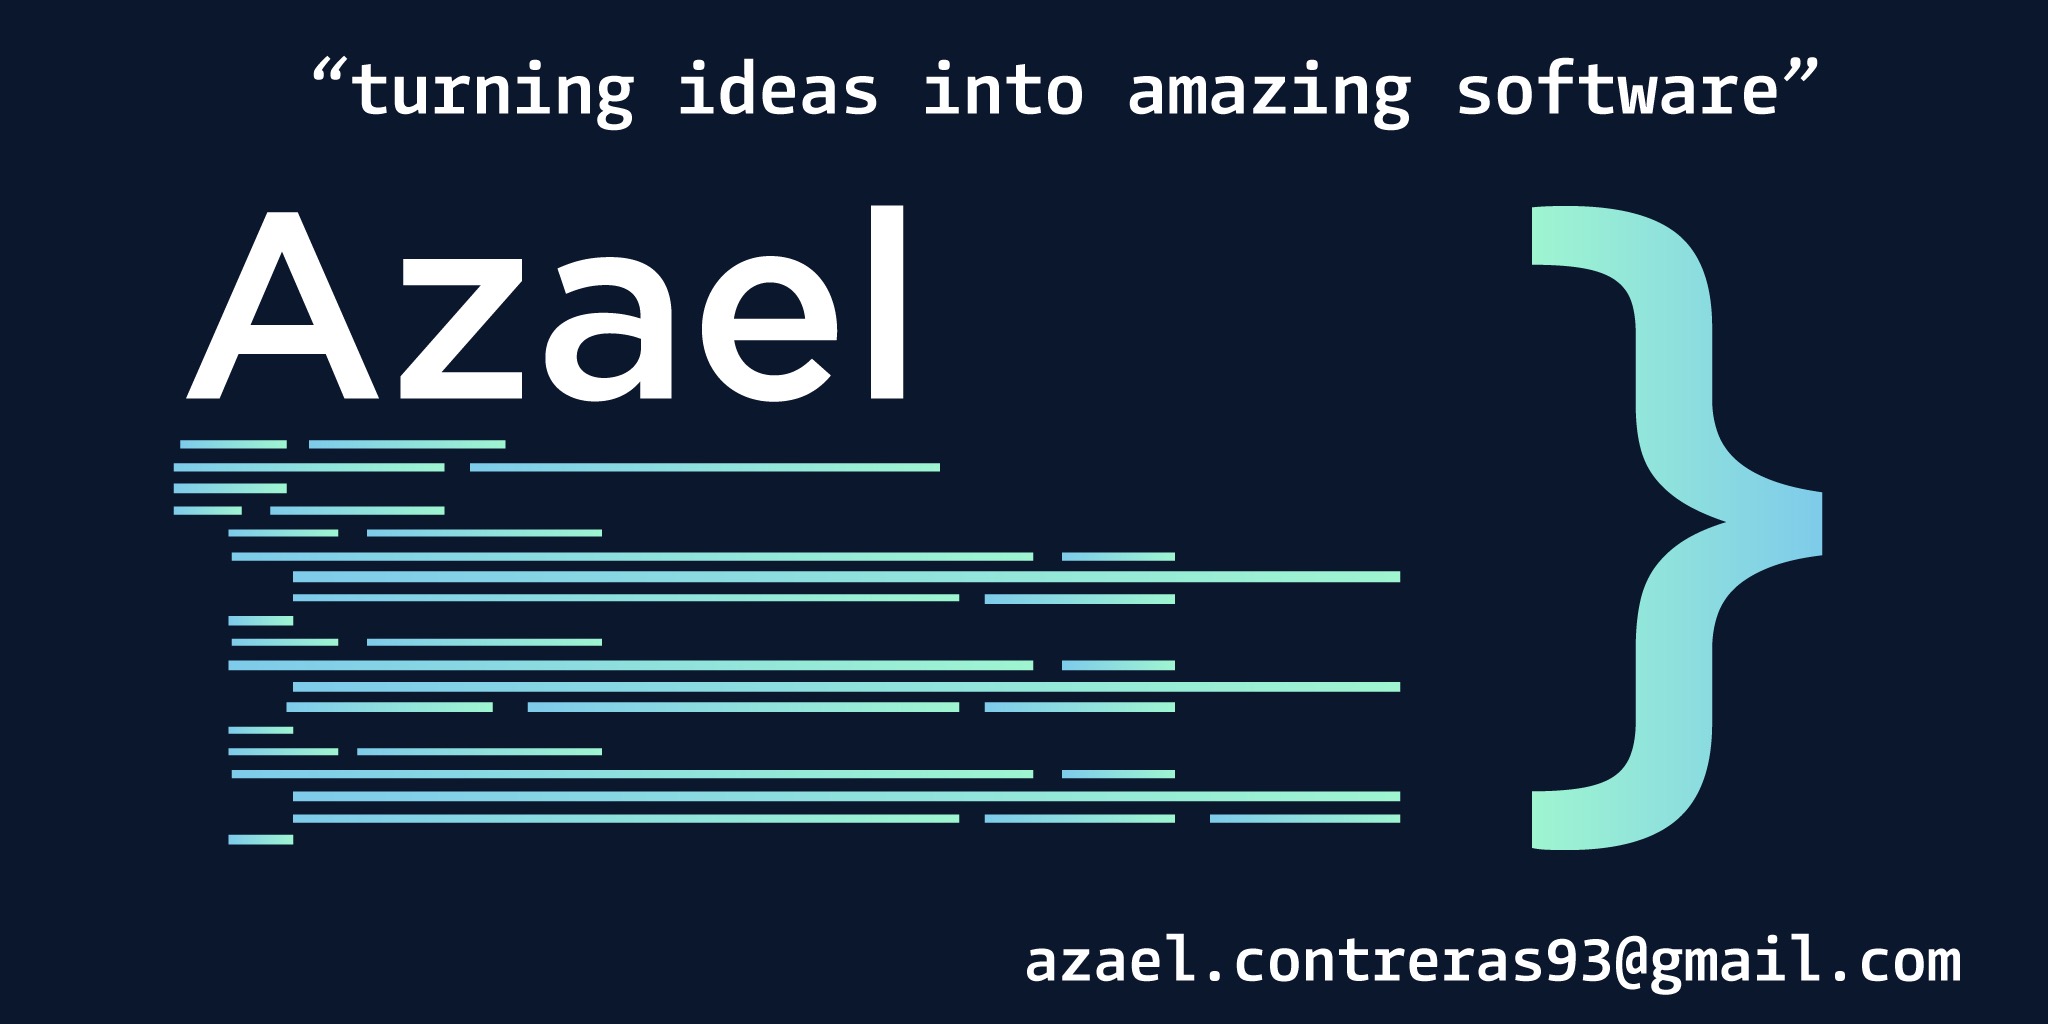 “turning ideas into amazing software”
Azael
}
azael.contreras93@gmail.com